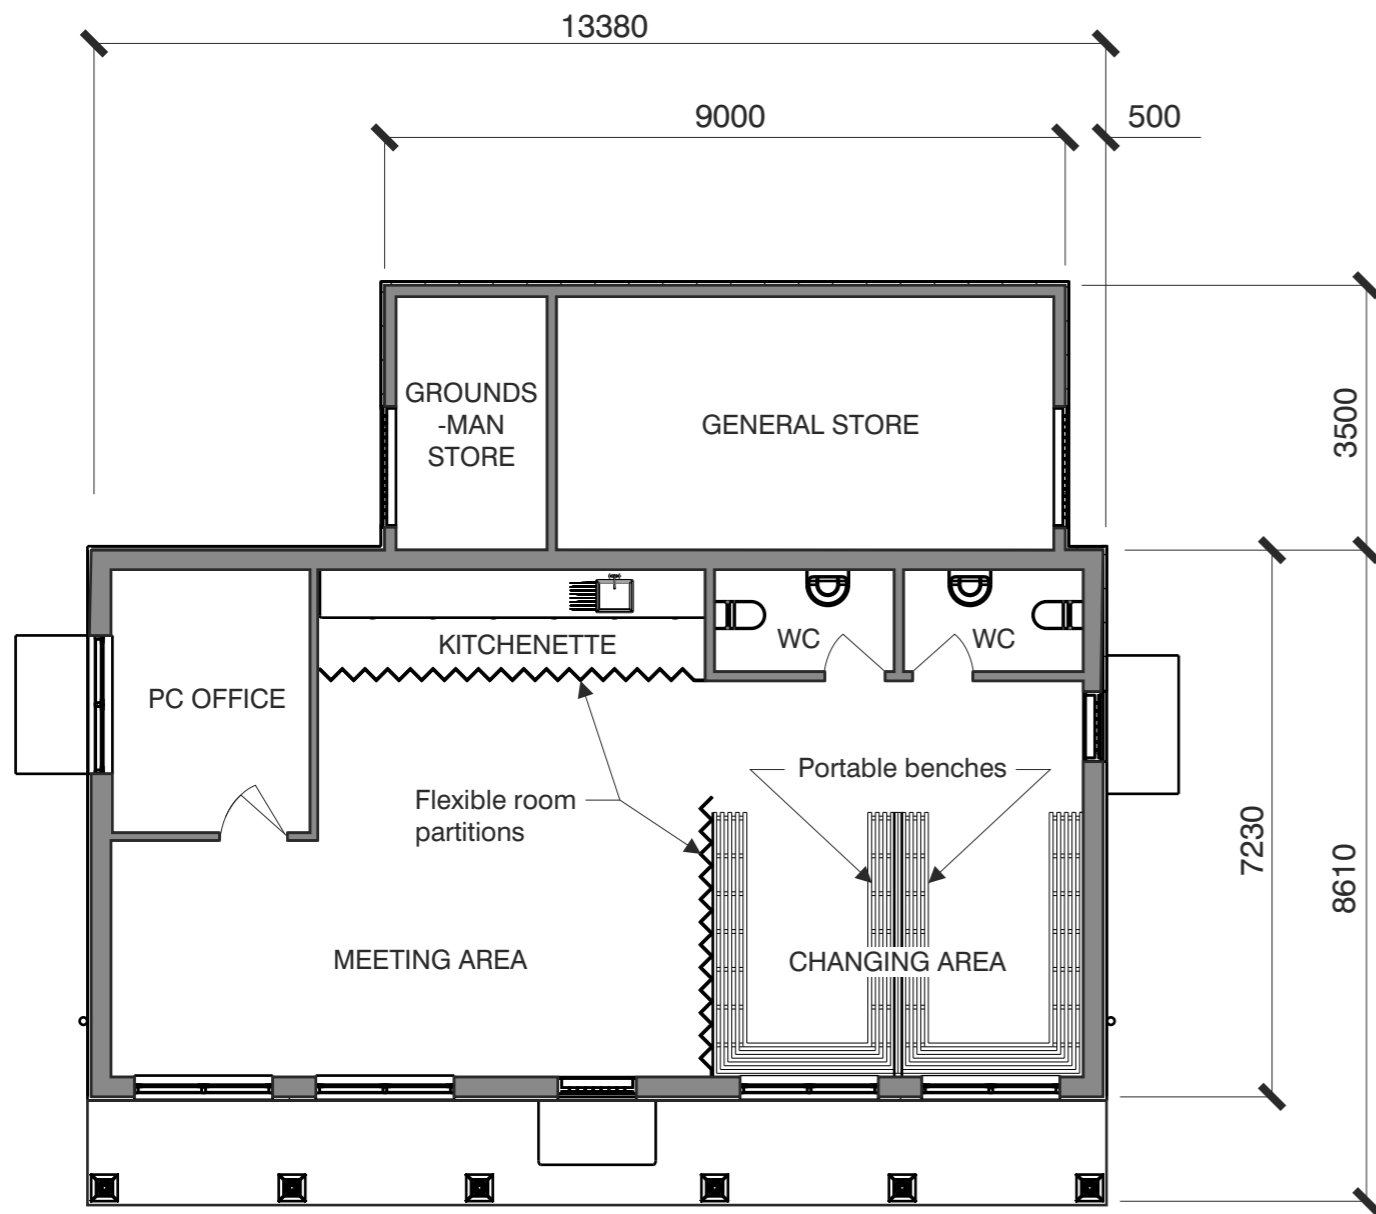 13380
9000
500
GROUNDS
-MAN
STORE
GENERAL STORE
3500
KITCHENETTE
WC
WC
PC OFFICE
Portable benches
Flexible room
partitions
7230
8610
MEETING AREA
CHANGING AREA